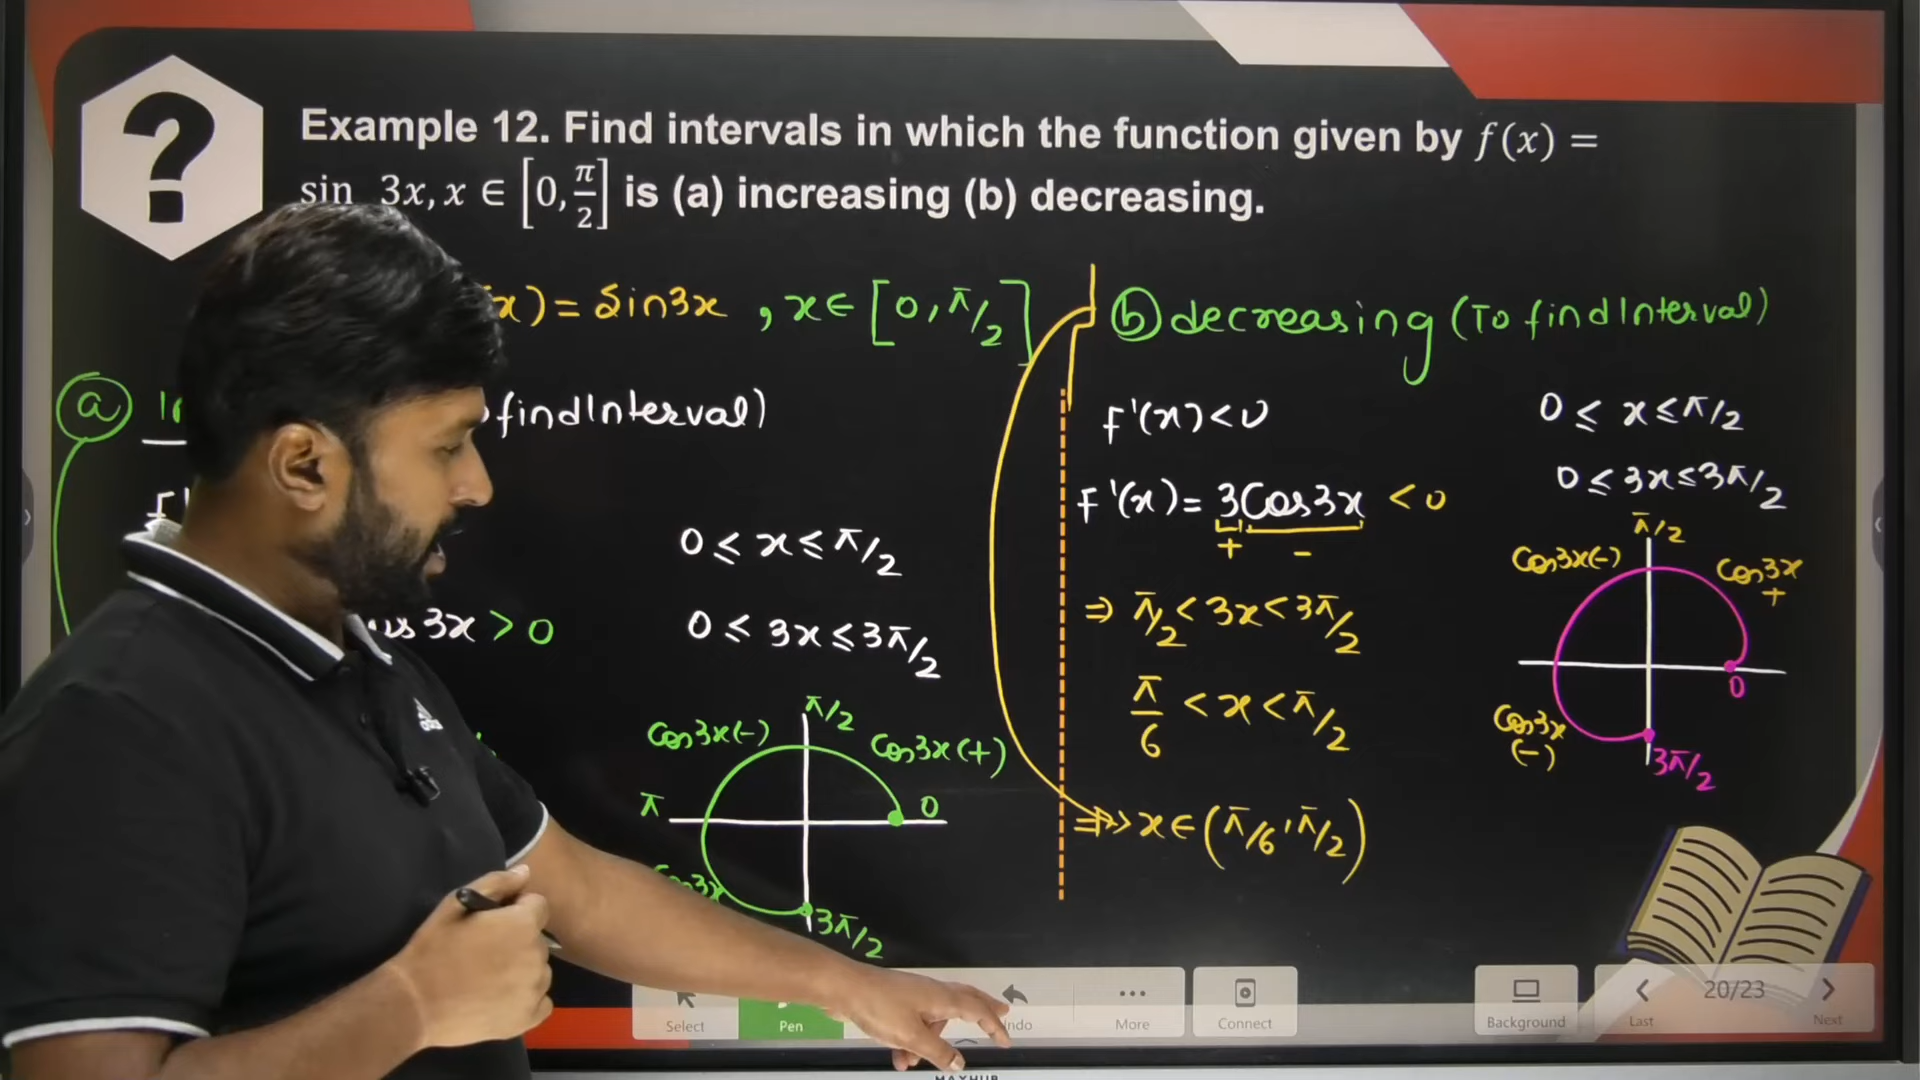 ?
Example 12. Find intervals in which the function given by f(x) =
sin 3x, x ∈ [0, π/2] is (a) increasing (b) decreasing.
x) = Sin3x , x ∈ [0, π/2]
ⓐ
findInterval)
0 ≤ x ≤ π/2
3x > 0
0 ≤ 3x ≤ 3π/2
π/2
Cos3x(-)
Cos3x(+)
π
0
3π/2
ⓑ decreasing (To find Interval)
f'(x) < 0
0 ≤ x ≤ π/2
f'(x) = 3Cos3x < 0
+ -
0 ≤ 3x ≤ 3π/2
π/2
Cos3x(-)
Cos3x
+
⇒ π/2 < 3x < 3π/2
0
π/6 < x < π/2
Cos3x
(-)
3π/2
⇒ x ∈ (π/6, π/2)
Select
Pen
More
Connect
Background
Last
20/23
Next